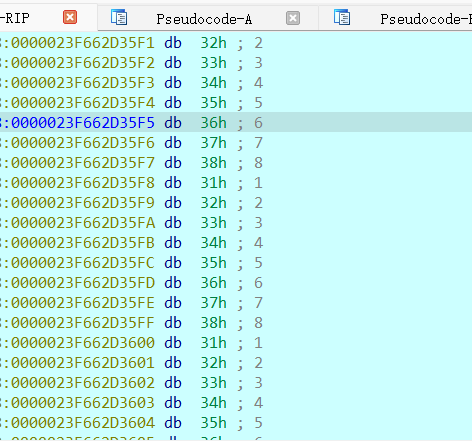 -RIP Pseudocode-A Pseudocode-
:0000023F662D35F1 db 32h ; 2
:0000023F662D35F2 db 33h ; 3
:0000023F662D35F3 db 34h ; 4
:0000023F662D35F4 db 35h ; 5
:0000023F662D35F5 db 36h ; 6
:0000023F662D35F6 db 37h ; 7
:0000023F662D35F7 db 38h ; 8
:0000023F662D35F8 db 31h ; 1
:0000023F662D35F9 db 32h ; 2
:0000023F662D35FA db 33h ; 3
:0000023F662D35FB db 34h ; 4
:0000023F662D35FC db 35h ; 5
:0000023F662D35FD db 36h ; 6
:0000023F662D35FE db 37h ; 7
:0000023F662D35FF db 38h ; 8
:0000023F662D3600 db 31h ; 1
:0000023F662D3601 db 32h ; 2
:0000023F662D3602 db 33h ; 3
:0000023F662D3603 db 34h ; 4
:0000023F662D3604 db 35h ; 5